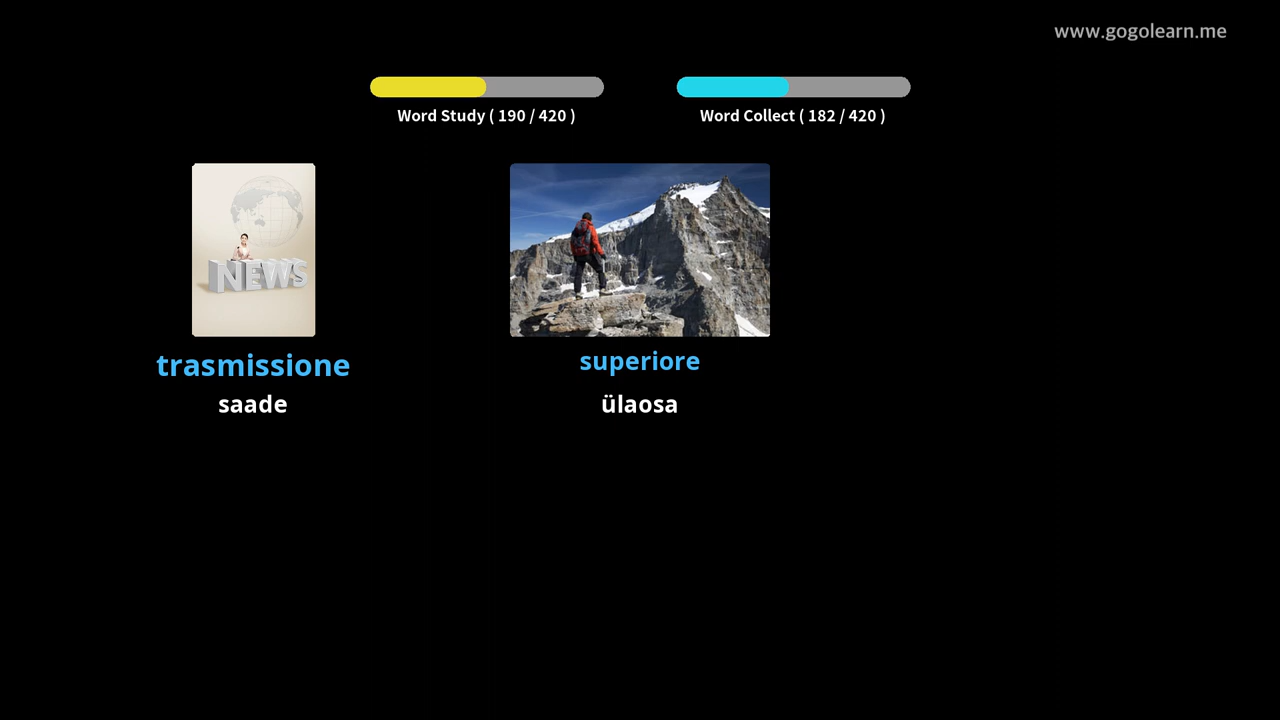 www.gogolearn.me
Word Study ( 190 / 420 )
Word Collect ( 182 / 420 )
NEWS
trasmissione
saade
superiore
ülaosa